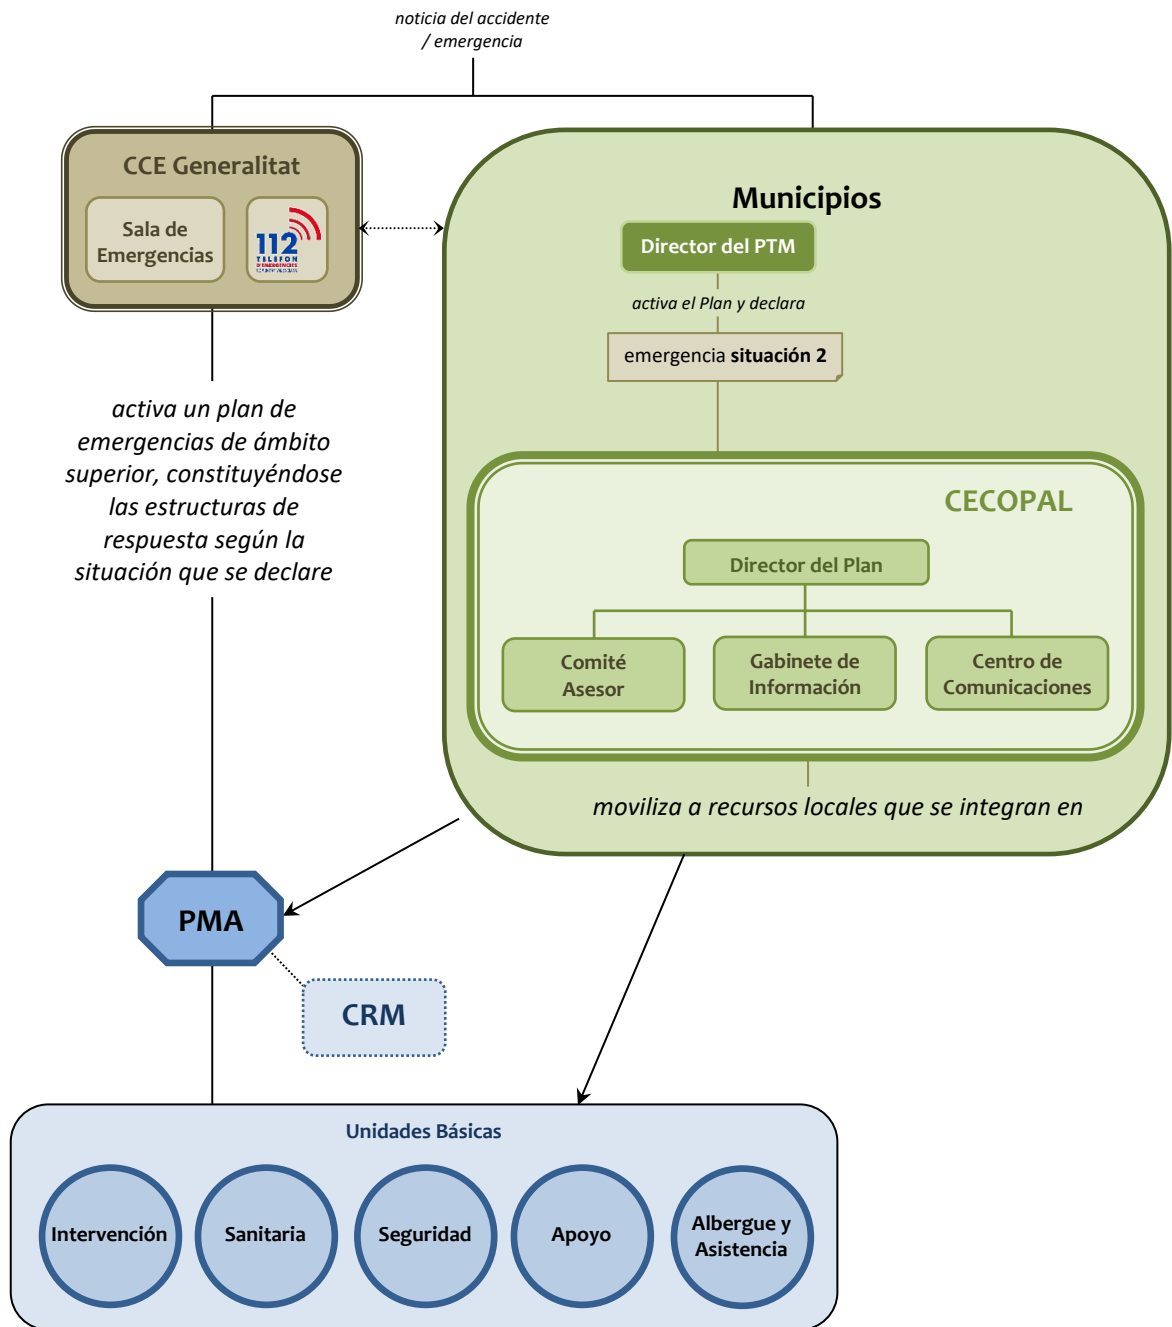 noticia del accidente
/ emergencia
CCE Generalitat
Sala de
Emergencias
112
TELÈFON
D'EMERGÈNCIES
Municipios
Director del PTM
activa el Plan y declara
emergencia situación 2
activa un plan de
emergencias de ámbito
superior, constituyéndose
las estructuras de
respuesta según la
situación que se declare
CECOPAL
Director del Plan
Comité
Asesor
Gabinete de
Información
Centro de
Comunicaciones
moviliza a recursos locales que se integran en
PMA
CRM
Unidades Básicas
Intervención
Sanitaria
Seguridad
Apoyo
Albergue y
Asistencia